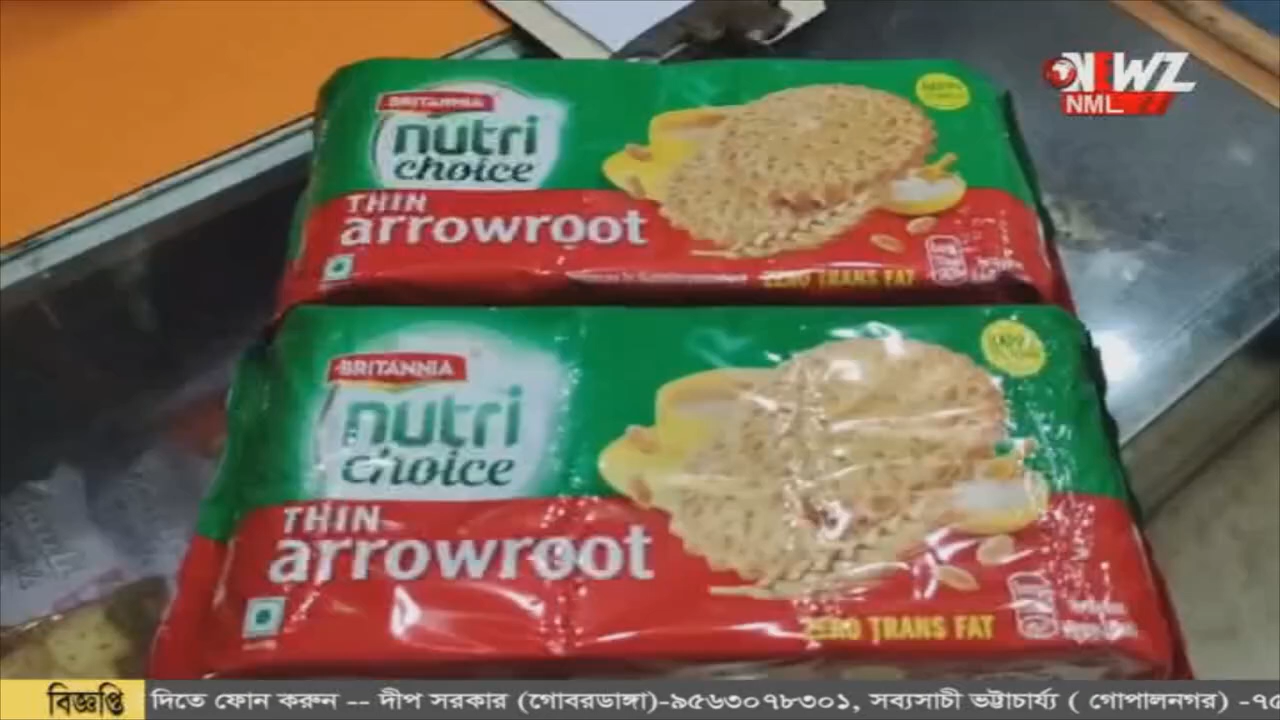 NEWZ
NML
BRITANNIA
nutri
choice
THIN
arrowroot
ZERO TRANS FAT
BRITANNIA
nutri
choice
THIN
arrowroot
ZERO TRANS FAT
বিজ্ঞপ্তি দিতে ফোন করুন -- দীপ সরকার (গোবরডাঙ্গা)-৯৫৬৩০৭৮৩০১, সব্যসাচী ভট্টাচার্য্য ( গোপালনগর) -৭৫